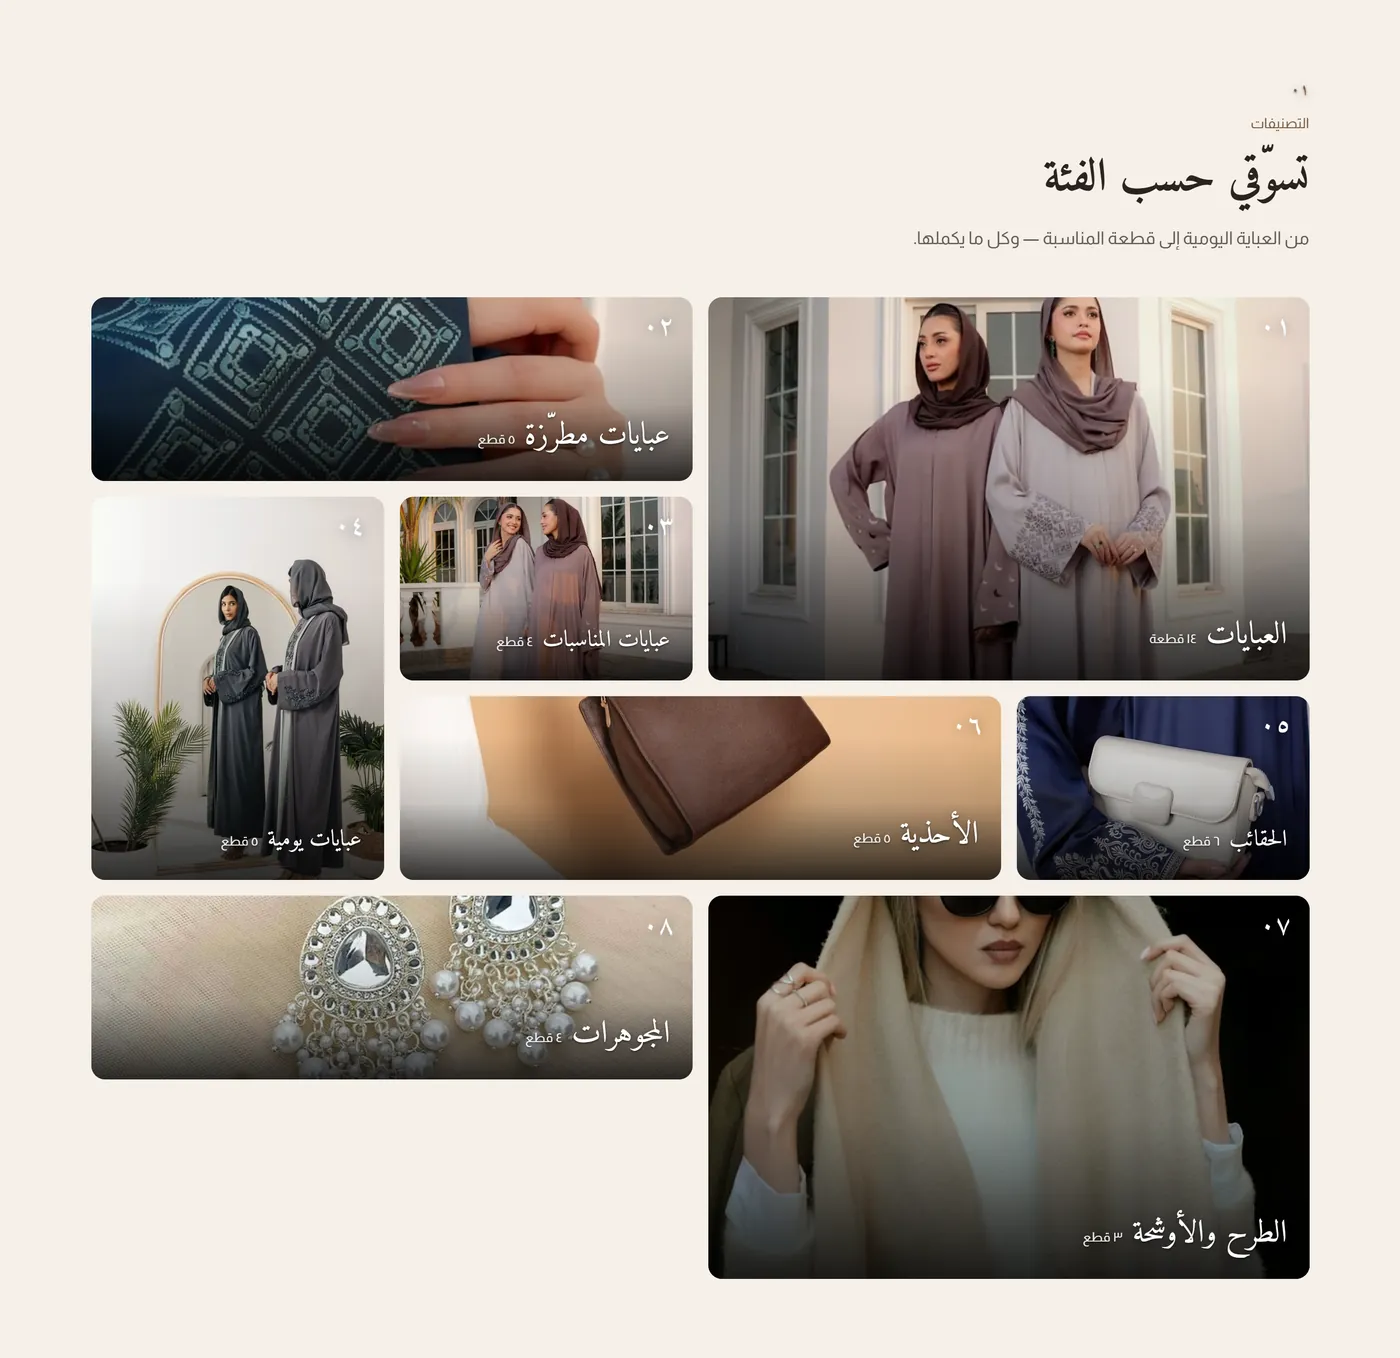 ٠١
التصنيفات
تسوّقي حسب الفئة
من العباية اليومية إلى قطعة المناسبة — وكل ما يكملها.
٠١
العبايات ١٤ قطعة
٠٢
عبايات مطرّزة ٥ قطع
٠٣
عبايات المناسبات ٤ قطع
٠٤
عبايات يومية ٥ قطع
٠٥
الحقائب ٦ قطع
٠٦
الأحذية ٥ قطع
٠٧
الطرح والأوشحة ٣ قطع
٠٨
المجوهرات ٤ قطع